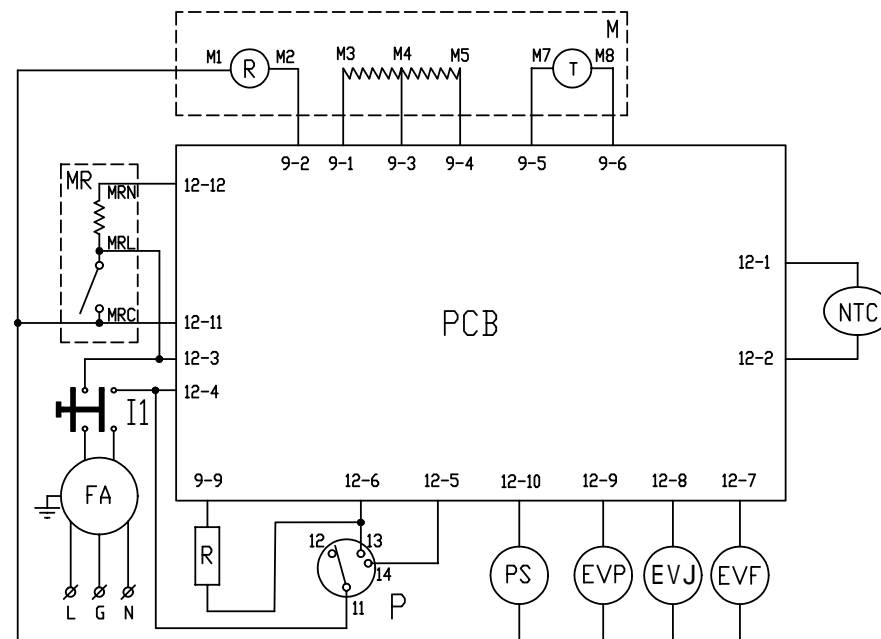 M
M1 R M2 M3 M4 M5 M7 T M8
9-2 9-1 9-3 9-4 9-5 9-6
MR
MRN
12-12
MRL
12-1
MRC
12-11
PCB
NTC
12-3
12-2
12-4
I1
9-9 12-6 12-5 12-10 12-9 12-8 12-7
FA
R
12 13
14
11
P
PS EVP EVJ EVF
L G N